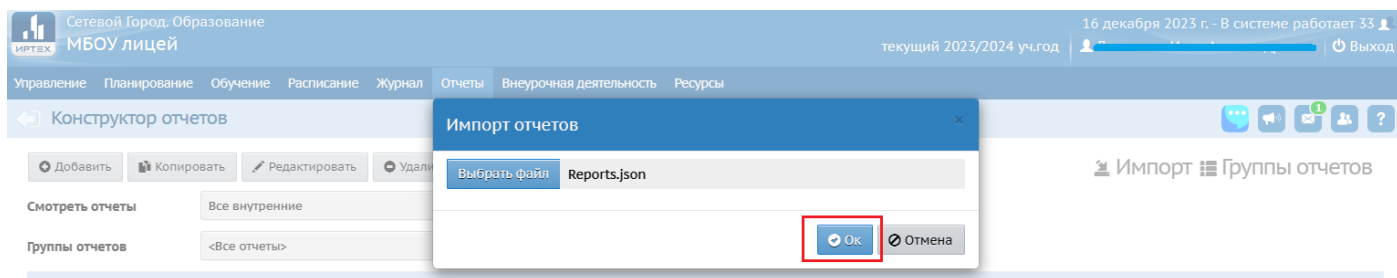 Сетевой Город. Образование
16 декабря 2023 г. - В системе работает 33
ИРТЕХ
МБОУ лицей
текущий 2023/2024 уч.год
Выход
Управление Планирование Обучение Расписание Журнал Отчеты Внеурочная деятельность Ресурсы
Конструктор отчетов
Импорт отчетов
×
1
?
Добавить Копировать Редактировать Удали
Выбрать файл Reports.json
Импорт Группы отчетов
Смотреть отчеты Все внутренние
Группы отчетов <Все отчеты>
Ок Отмена